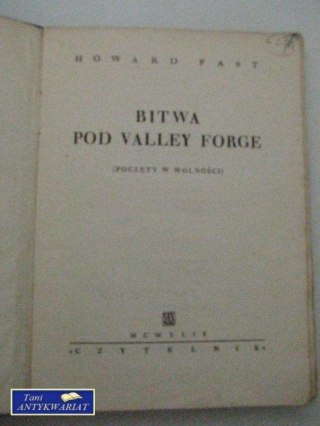 HOWARD FAST
BITWA
POD VALLEY FORGE
(POCZĘTY W WOLNOŚCI)
MCMXLIX
«CZYTELNIK»
Tani
ANTYKWARIAT